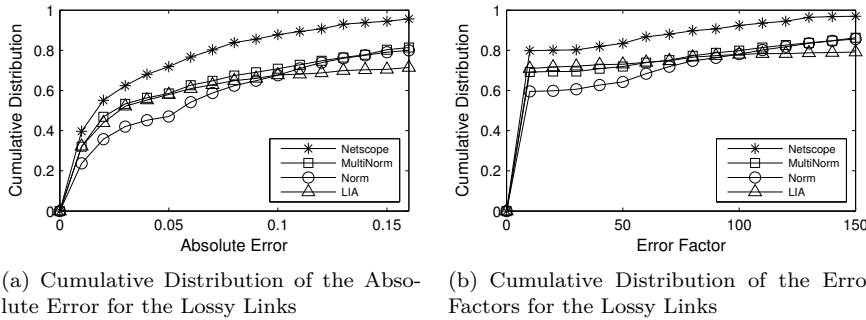 1
0.8
0.6
0.4
0.2
0
Cumulative Distribution
0 0.05 0.1 0.15
Absolute Error
Netscope
MultiNorm
Norm
LIA
(a) Cumulative Distribution of the Abso-
lute Error for the Lossy Links
1
0.8
0.6
0.4
0.2
0
Cumulative Distribution
0 50 100 150
Error Factor
Netscope
MultiNorm
Norm
LIA
(b) Cumulative Distribution of the Erro
Factors for the Lossy Links